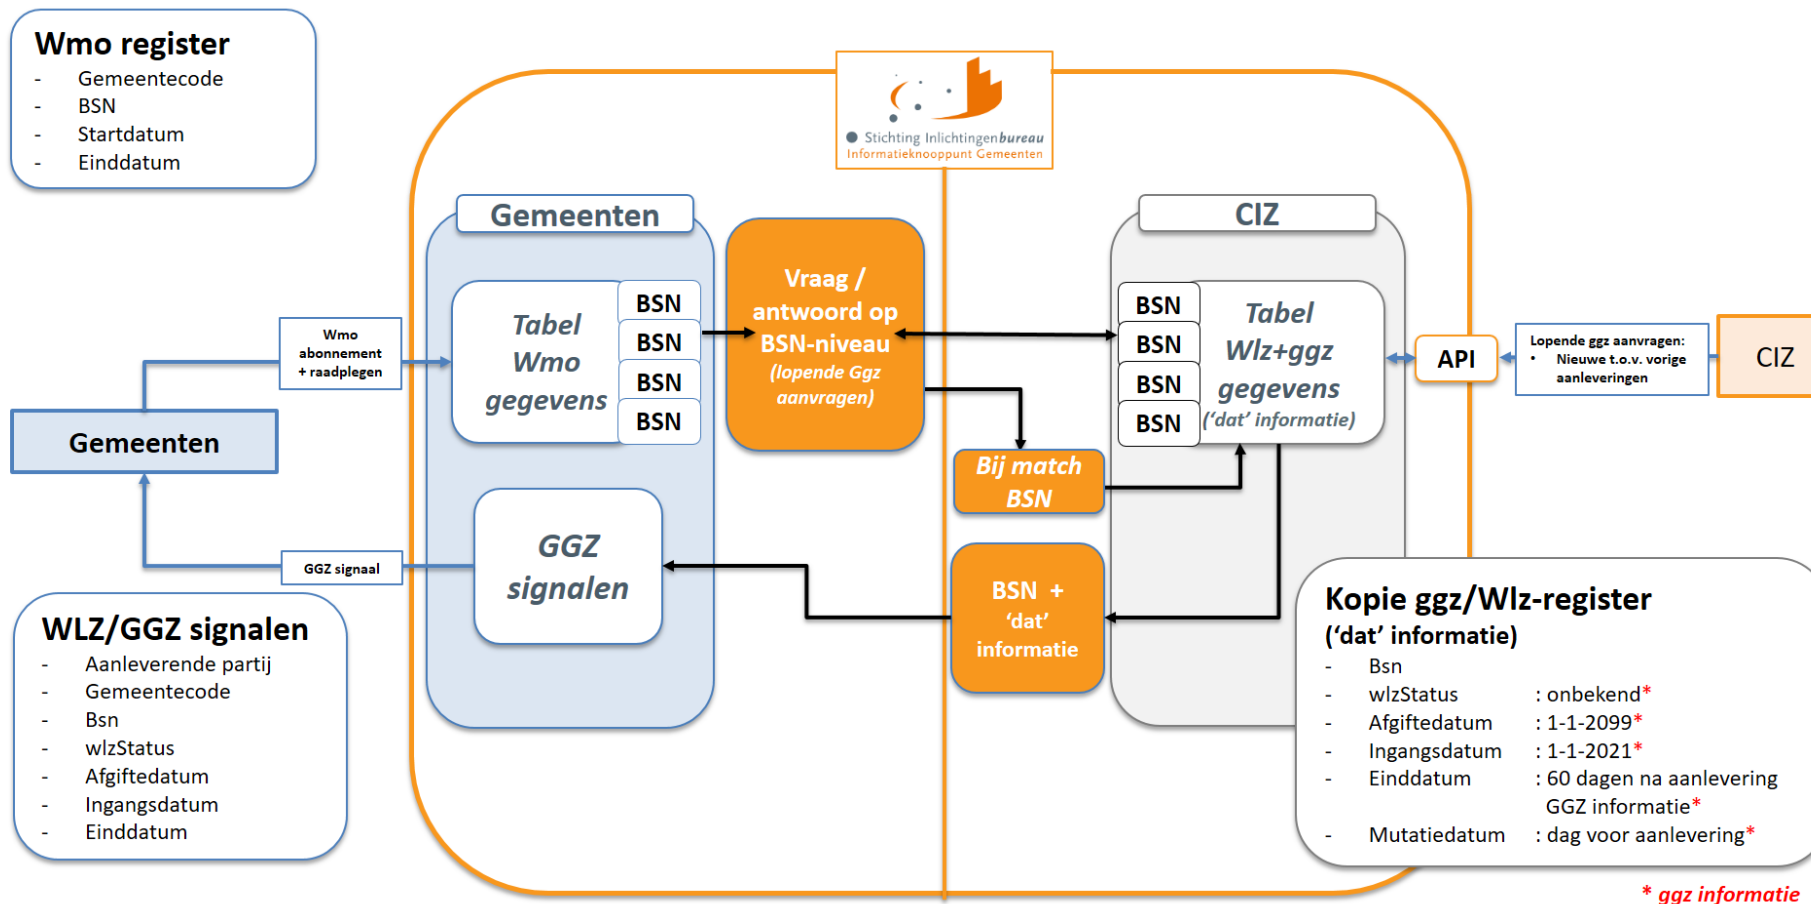 Wmo register
- Gemeentecode
- BSN
- Startdatum
- Einddatum
Stichting Inlichtingenbureau
Informatieknooppunt Gemeenten
Gemeenten
CIZ
Tabel
Wmo
gegevens
BSN
BSN
BSN
BSN
Vraag /
antwoord op
BSN-niveau
(lopende Ggz
aanvragen)
BSN
BSN
BSN
BSN
Tabel
Wlz+ggz
gegevens
(‘dat’ informatie)
API
Lopende ggz aanvragen:
• Nieuwe t.o.v. vorige
aanleveringen
CIZ
Wmo
abonnement
+ raadplegen
Gemeenten
GGZ signaal
GGZ
signalen
Bij match
BSN
BSN +
‘dat’
informatie
WLZ/GGZ signalen
- Aanleverende partij
- Gemeentecode
- Bsn
- wlzStatus
- Afgiftedatum
- Ingangsdatum
- Einddatum
Kopie ggz/Wlz-register
(‘dat’ informatie)
- Bsn
- wlzStatus : onbekend*
- Afgiftedatum : 1-1-2099*
- Ingangsdatum : 1-1-2021*
- Einddatum : 60 dagen na aanlevering
GGZ informatie*
- Mutatiedatum : dag voor aanlevering*
* ggz informatie